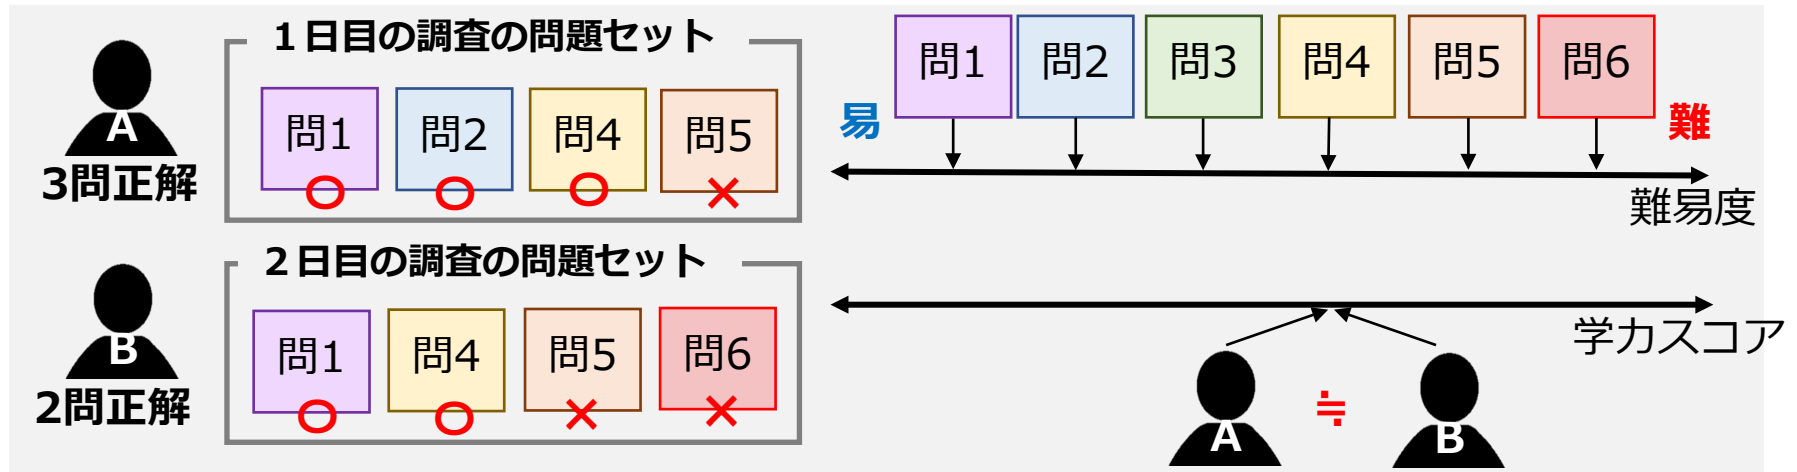 1日目の調査の問題セット
問1 問2 問4 問5
○ ○ ○ ×
A
3問正解
問1 問2 問3 問4 問5 問6
易 難
難易度
2日目の調査の問題セット
問1 問4 問5 問6
○ ○ × ×
B
2問正解
学力スコア
A ≒ B